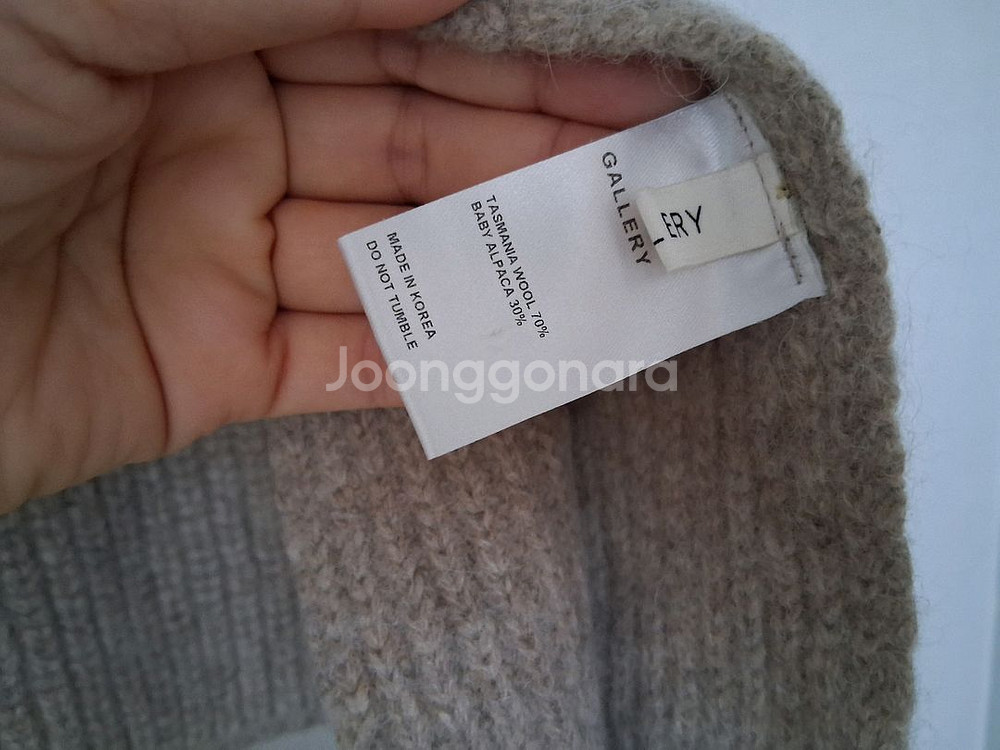 GALLERY
ERY
TASMANIA WOOL 70%
BABY ALPACA 30%
MADE IN KOREA
DO NOT TUMBLE
Joonggonara